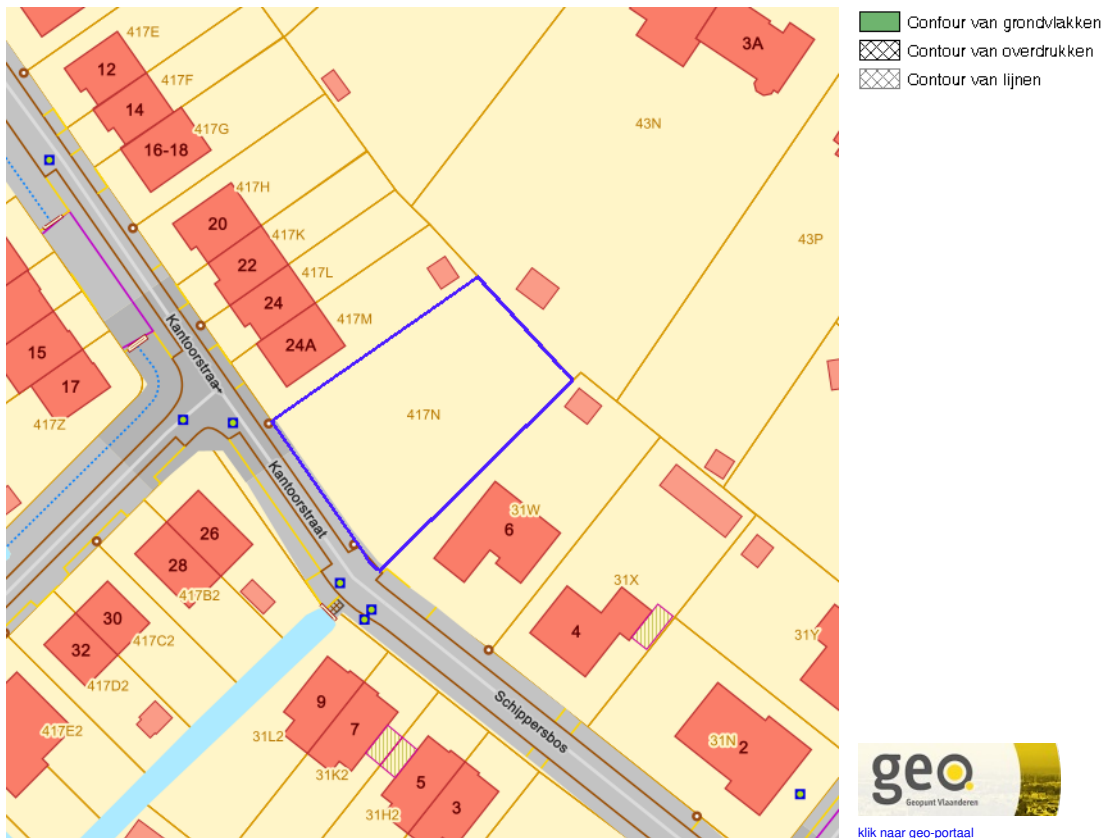 417E
12
417F
14
417G
16-18
3A
43N
43P
417H
20
417K
22
417L
24
417M
24A
Kantoorstraa
15
17
417Z
417N
Kantoorstraat
26
28
417B2
31W
6
30
417C2
32
417D2
31X
4
31Y
417E2
9
7
31L2
31K2
5
3
31H2
Schippersbos
31N
2
Contour van grondvlakken
Contour van overdrukken
Contour van lijnen
geo
Geopunt Vlaanderen
klik naar geo-portaal